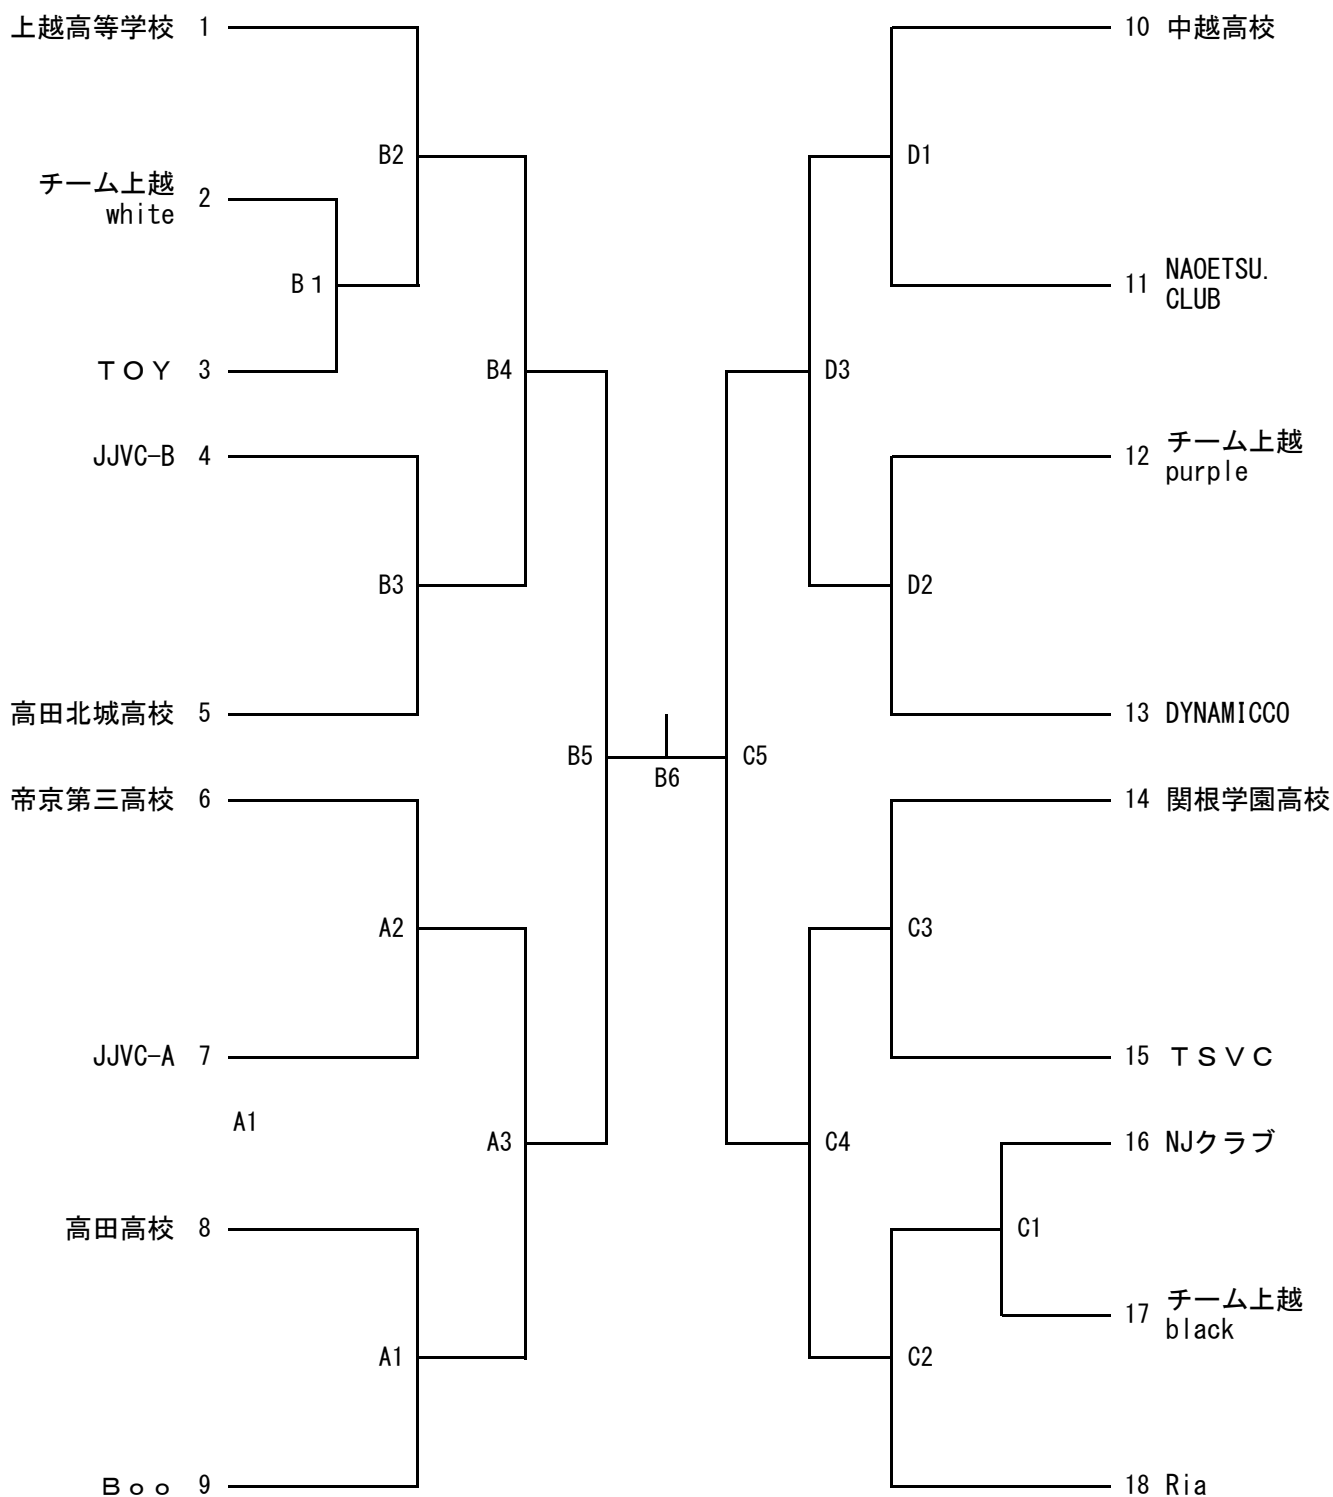 上越高等学校 1
B2
チーム上越
white 2
B１
ＴＯＹ 3
B4
JJVC-B 4
B3
高田北城高校 5
B5
帝京第三高校 6
A2
JJVC-A 7
A1
A3
高田高校 8
A1
Ｂｏｏ 9
B6
10 中越高校
D1
11 NAOETSU.
CLUB
D3
12 チーム上越
purple
D2
13 DYNAMICCO
C5
14 関根学園高校
C3
15 ＴＳＶＣ
C4
16 NJクラブ
C1
17 チーム上越
black
C2
18 Ria